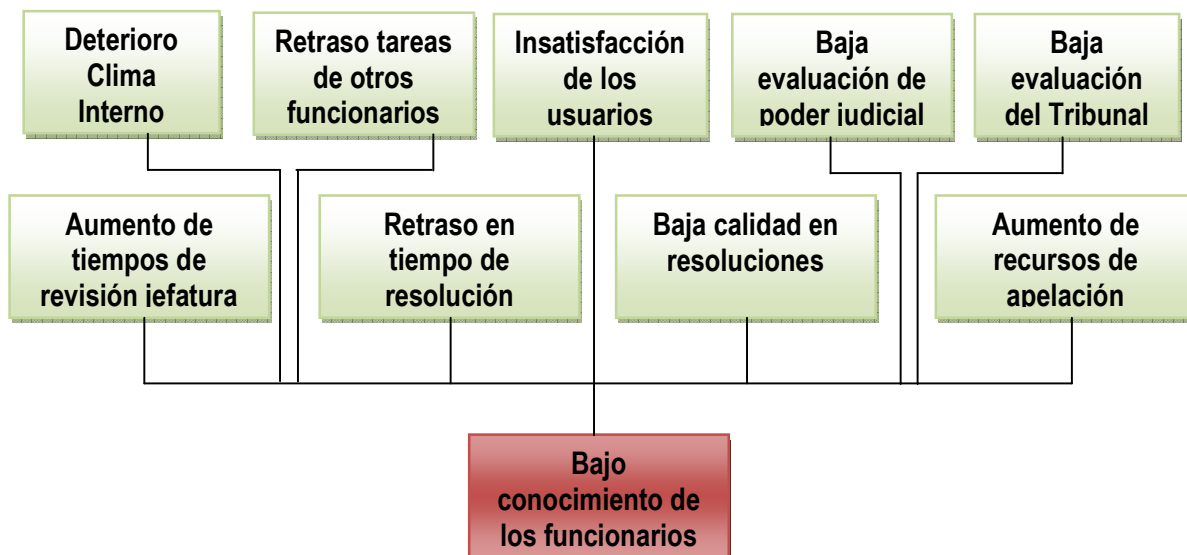 Deterioro
Clima
Interno
Retraso tareas
de otros
funcionarios
Insatisfacción
de los
usuarios
Baja
evaluación de
poder judicial
Baja
evaluación
del Tribunal
Aumento de
tiempos de
revisión jefatura
Retraso en
tiempo de
resolución
Baja calidad en
resoluciones
Aumento de
recursos de
apelación
Bajo
conocimiento de
los funcionarios